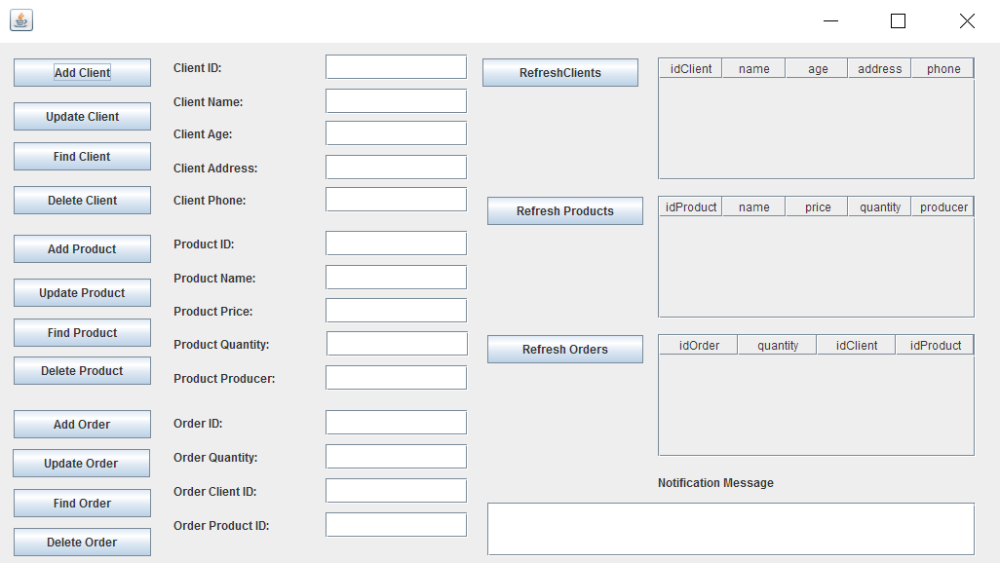 Add Client
Update Client
Find Client
Delete Client
Add Product
Update Product
Find Product
Delete Product
Add Order
Update Order
Find Order
Delete Order
Client ID:
Client Name:
Client Age:
Client Address:
Client Phone:
Product ID:
Product Name:
Product Price:
Product Quantity:
Product Producer:
Order ID:
Order Quantity:
Order Client ID:
Order Product ID:
RefreshClients
idClient name age address phone
Refresh Products
idProduct name price quantity producer
Refresh Orders
idOrder quantity idClient idProduct
Notification Message